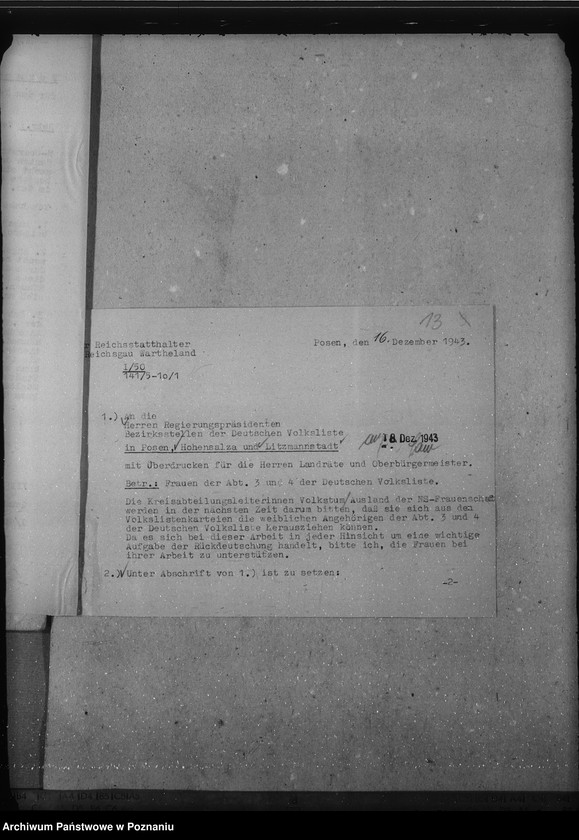 13
r Reichsstatthalter
Reichsgau Wartheland
Posen, den 16. Dezember 1943.
I/50
141/5-10/1
1.) An die
Herren Regierungspräsidenten
Bezirksstellen der Deutschen Volksliste
in Posen, Hohensalza und Litzmannstadt
18. Dez. 1943
mit Überdrucken für die Herren Landräte und Oberbürgermeister.
Betr.: Frauen der Abt. 3 und 4 der Deutschen Volksliste.
Die Kreisabteilungsleiterinnen Volkstum/Ausland der NS-Frauenschaft
werden in der nächsten Zeit darum bitten, daß sie sich aus den
Volkslistenkarteien die weiblichen Angehörigen der Abt. 3 und 4
der Deutschen Volksliste herausziehen können.
Da es sich bei dieser Arbeit in jeder Hinsicht um eine wichtige
Aufgabe der Rückdeutschung handelt, bitte ich, die Frauen bei
ihrer Arbeit zu unterstützen.
2.) Unter Abschrift von 1.) ist zu setzen:
-2-
Archiwum Państwowe w Poznaniu